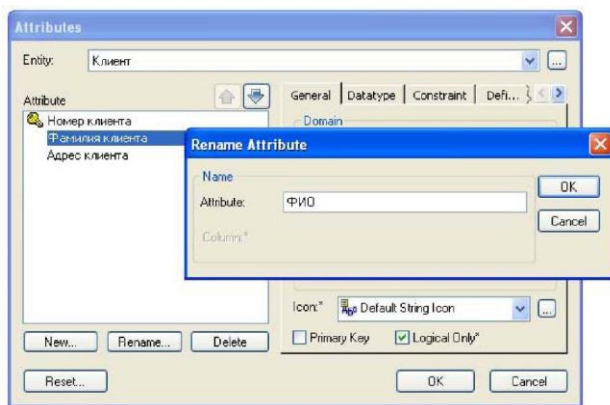 Attributes
Entity:
Клиент
...
Attribute
General
Datatype
Constraint
Defi...
Номер клиента
Domain
Фамилия клиента
Адрес клиента
Rename Attribute
Name
OK
Attribute:
ФИО
Cancel
Column:*
Icon:*
Default String Icon
...
New...
Rename...
Delete
Primary Key
Logical Only*
Reset...
OK
Cancel